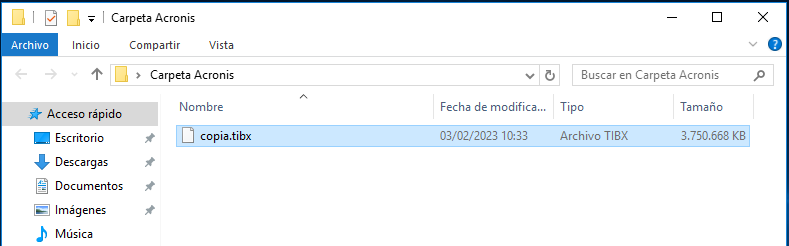 Carpeta Acronis
Archivo Inicio Compartir Vista
Carpeta Acronis Buscar en Carpeta Acronis
Acceso rápido
Escritorio
Descargas
Documentos
Imágenes
Música
Nombre Fecha de modifica... Tipo Tamaño
copia.tibx 03/02/2023 10:33 Archivo TIBX 3.750.668 KB